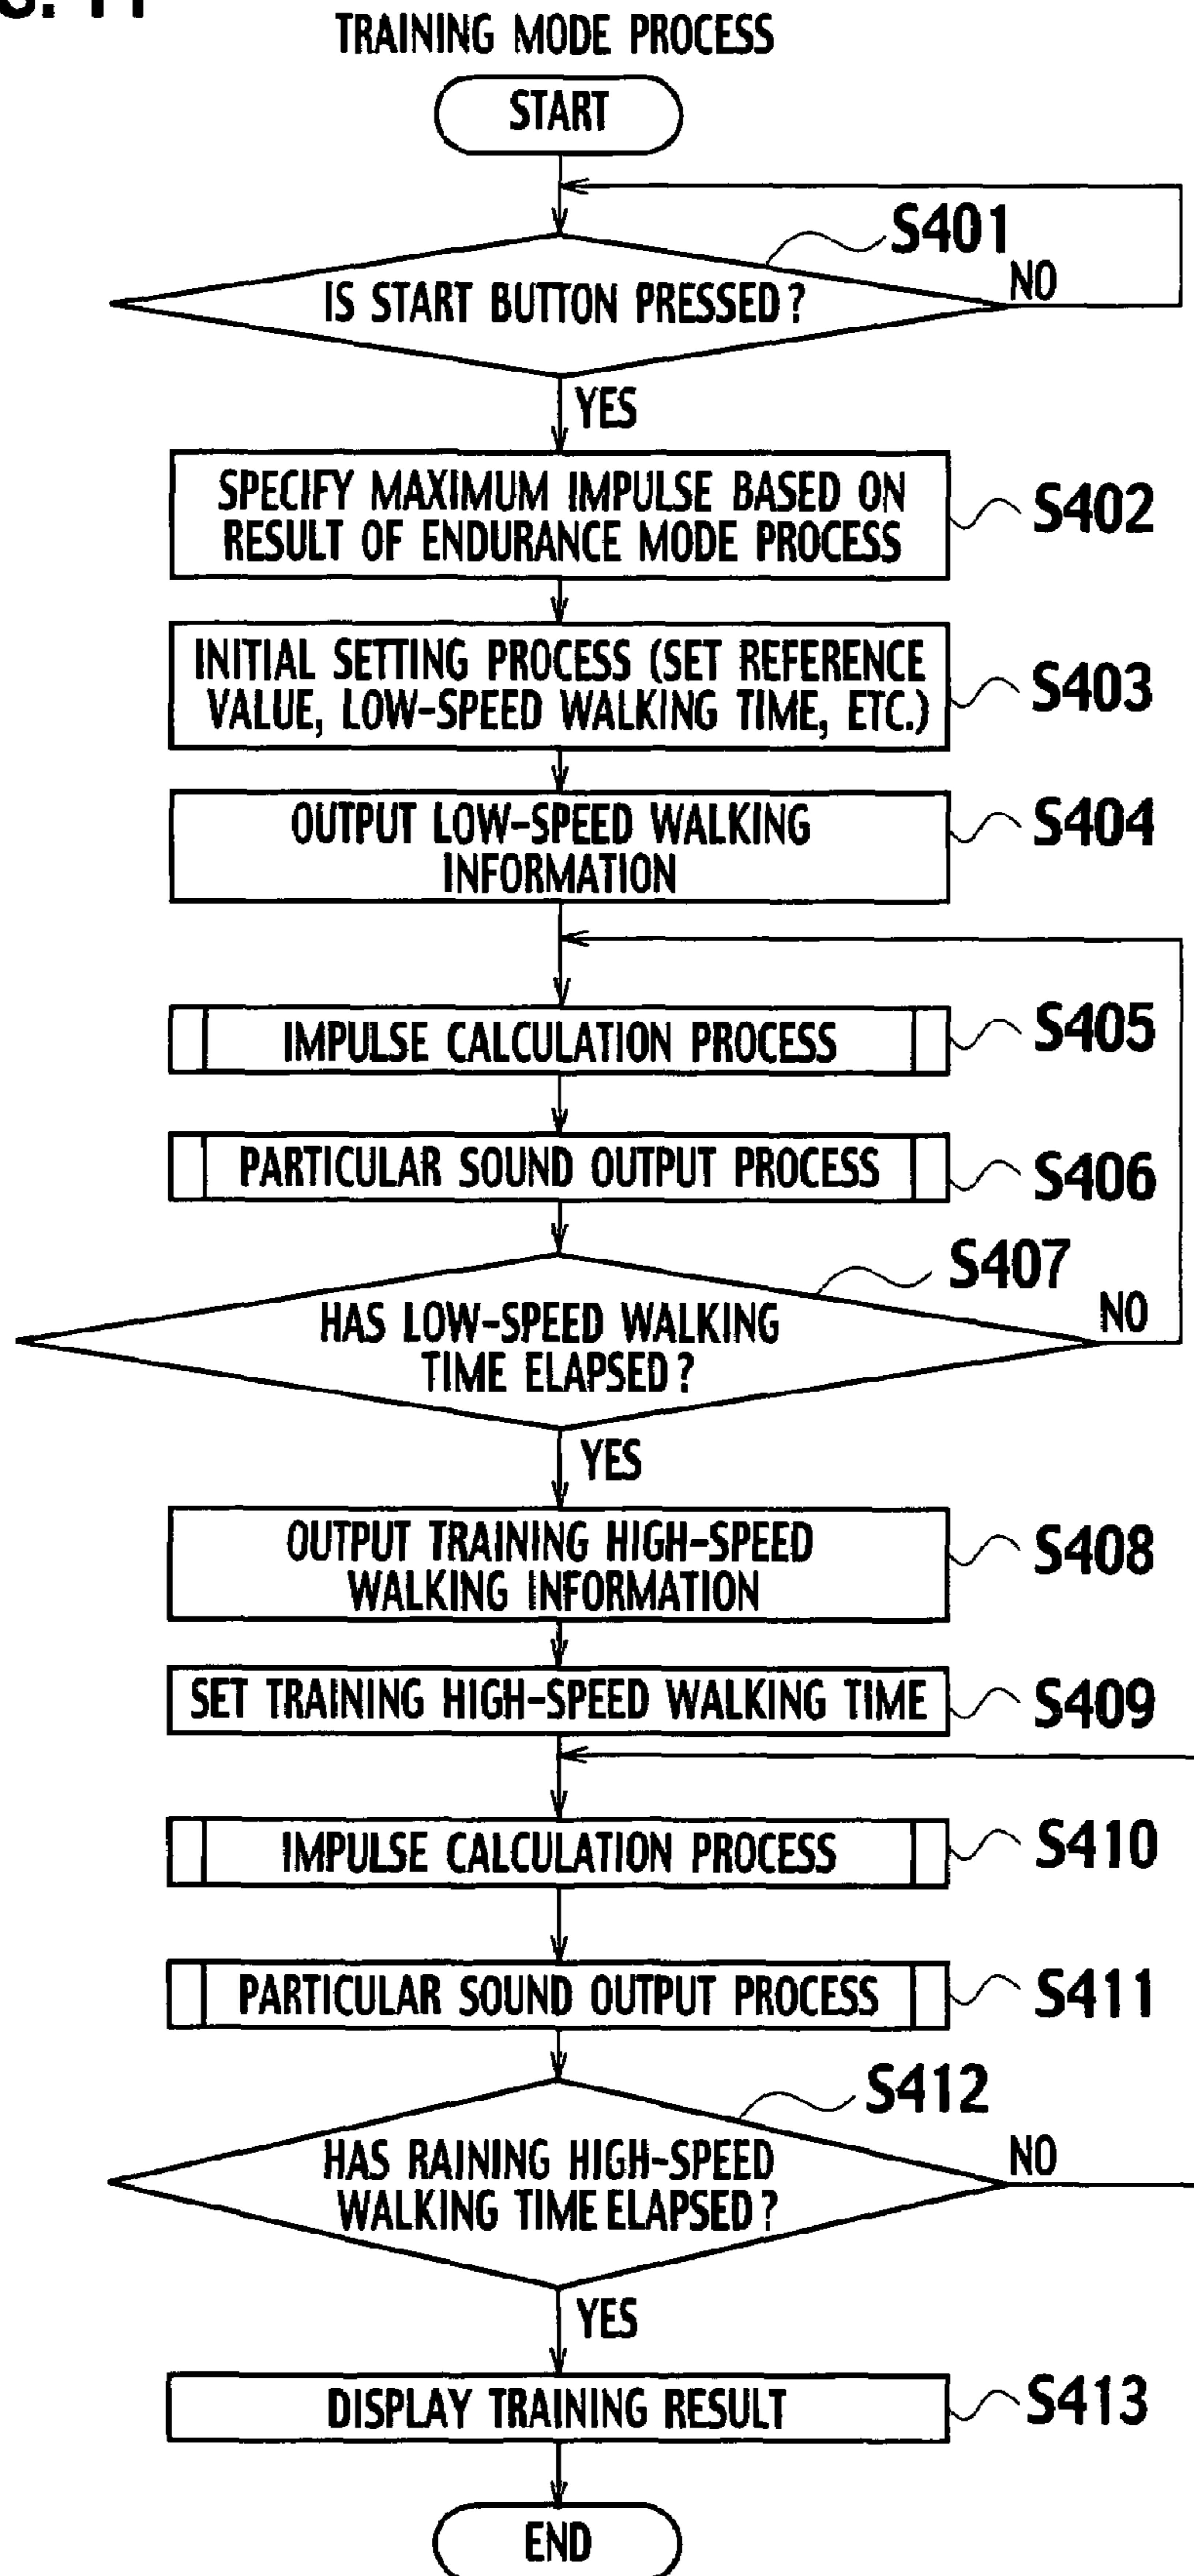 TRAINING MODE PROCESS
START
S401
IS START BUTTON PRESSED?
NO
YES
SPECIFY MAXIMUM IMPULSE BASED ON
RESULT OF ENDURANCE MODE PROCESS
S402
INITIAL SETTING PROCESS (SET REFERENCE
VALUE, LOW-SPEED WALKING TIME, ETC.)
S403
OUTPUT LOW-SPEED WALKING
INFORMATION
S404
IMPULSE CALCULATION PROCESS
S405
PARTICULAR SOUND OUTPUT PROCESS
S406
S407
HAS LOW-SPEED WALKING
TIME ELAPSED?
NO
YES
OUTPUT TRAINING HIGH-SPEED
WALKING INFORMATION
S408
SET TRAINING HIGH-SPEED WALKING TIME
S409
IMPULSE CALCULATION PROCESS
S410
PARTICULAR SOUND OUTPUT PROCESS
S411
S412
HAS RAINING HIGH-SPEED
WALKING TIME ELAPSED?
NO
YES
DISPLAY TRAINING RESULT
S413
END